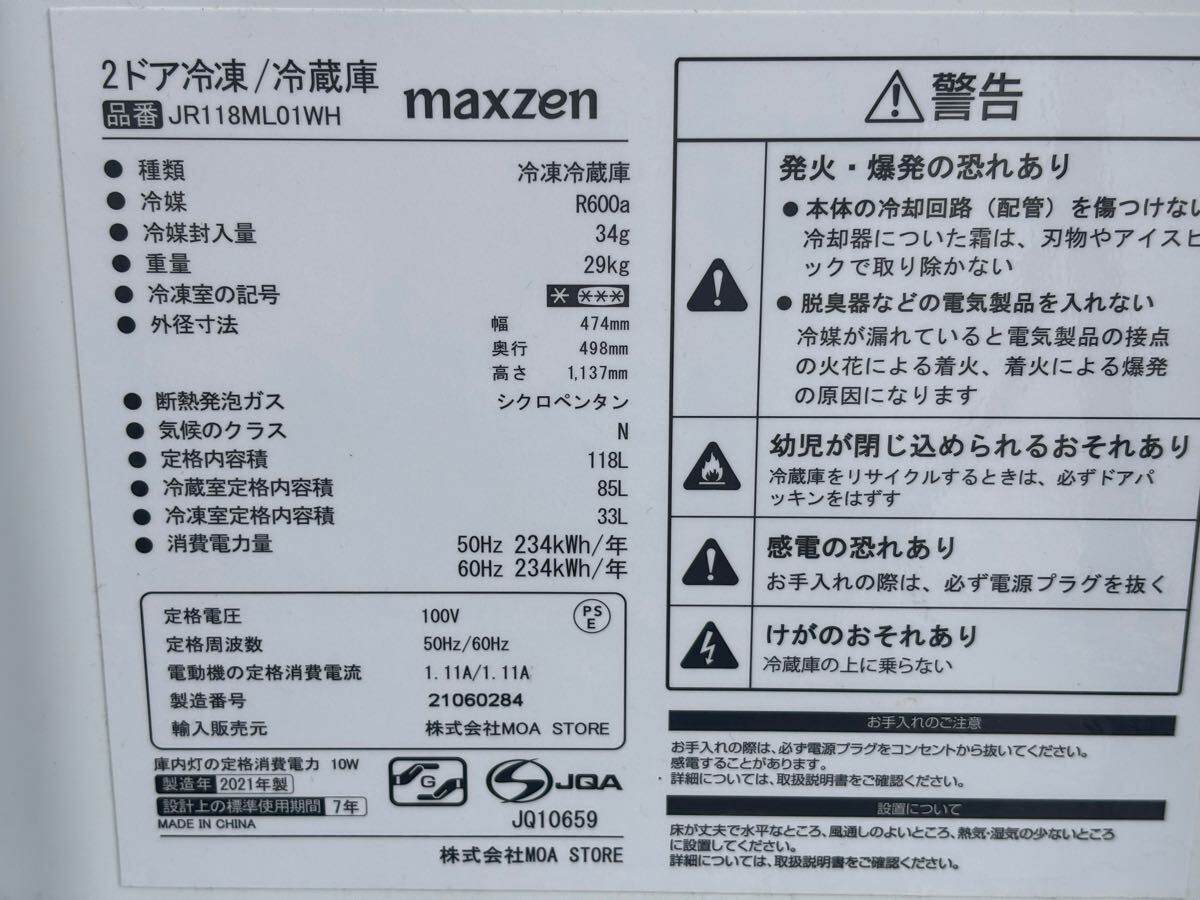 2ドア冷凍/冷蔵庫
maxzen
品番 JR118ML01WH
● 種類 冷凍冷蔵庫
● 冷媒 R600a
● 冷媒封入量 34g
● 重量 29kg
● 冷凍室の記号 * ***
● 外径寸法 幅 474mm
奥行 498mm
高さ 1,137mm
● 断熱発泡ガス シクロペンタン
● 気候のクラス N
● 定格内容積 118L
● 冷蔵室定格内容積 85L
● 冷凍室定格内容積 33L
● 消費電力量 50Hz 234kWh/年
60Hz 234kWh/年
定格電圧 100V
PS
E
定格周波数 50Hz/60Hz
電動機の定格消費電流 1.11A/1.11A
製造番号 21060284
輸入販売元 株式会社MOA STORE
庫内灯の定格消費電力 10W
製造年 2021年製
設計上の標準使用期間 7年
MADE IN CHINA
G
S JQA
JQ10659
株式会社MOA STORE
警告
発火・爆発の恐れあり
● 本体の冷却回路(配管)を傷つけない
冷却器についた霜は、刃物やアイスピ
ックで取り除かない
● 脱臭器などの電気製品を入れない
冷媒が漏れていると電気製品の接点
の火花による着火、着火による爆発
の原因になります
幼児が閉じ込められるおそれあり
冷蔵庫をリサイクルするときは、必ずドアパ
ッキンをはずす
感電の恐れあり
お手入れの際は、必ず電源プラグを抜く
けがのおそれあり
冷蔵庫の上に乗らない
お手入れのご注意
お手入れの際は、必ず電源プラグをコンセントから抜いてください。
感電することがあります。
・詳細については、取扱説明書をご確認ください。
設置について
床が丈夫で水平なところ、風通しのよいところ、熱気・湿気の少ないところ
に設置してください。
詳細については、取扱説明書をご確認ください。